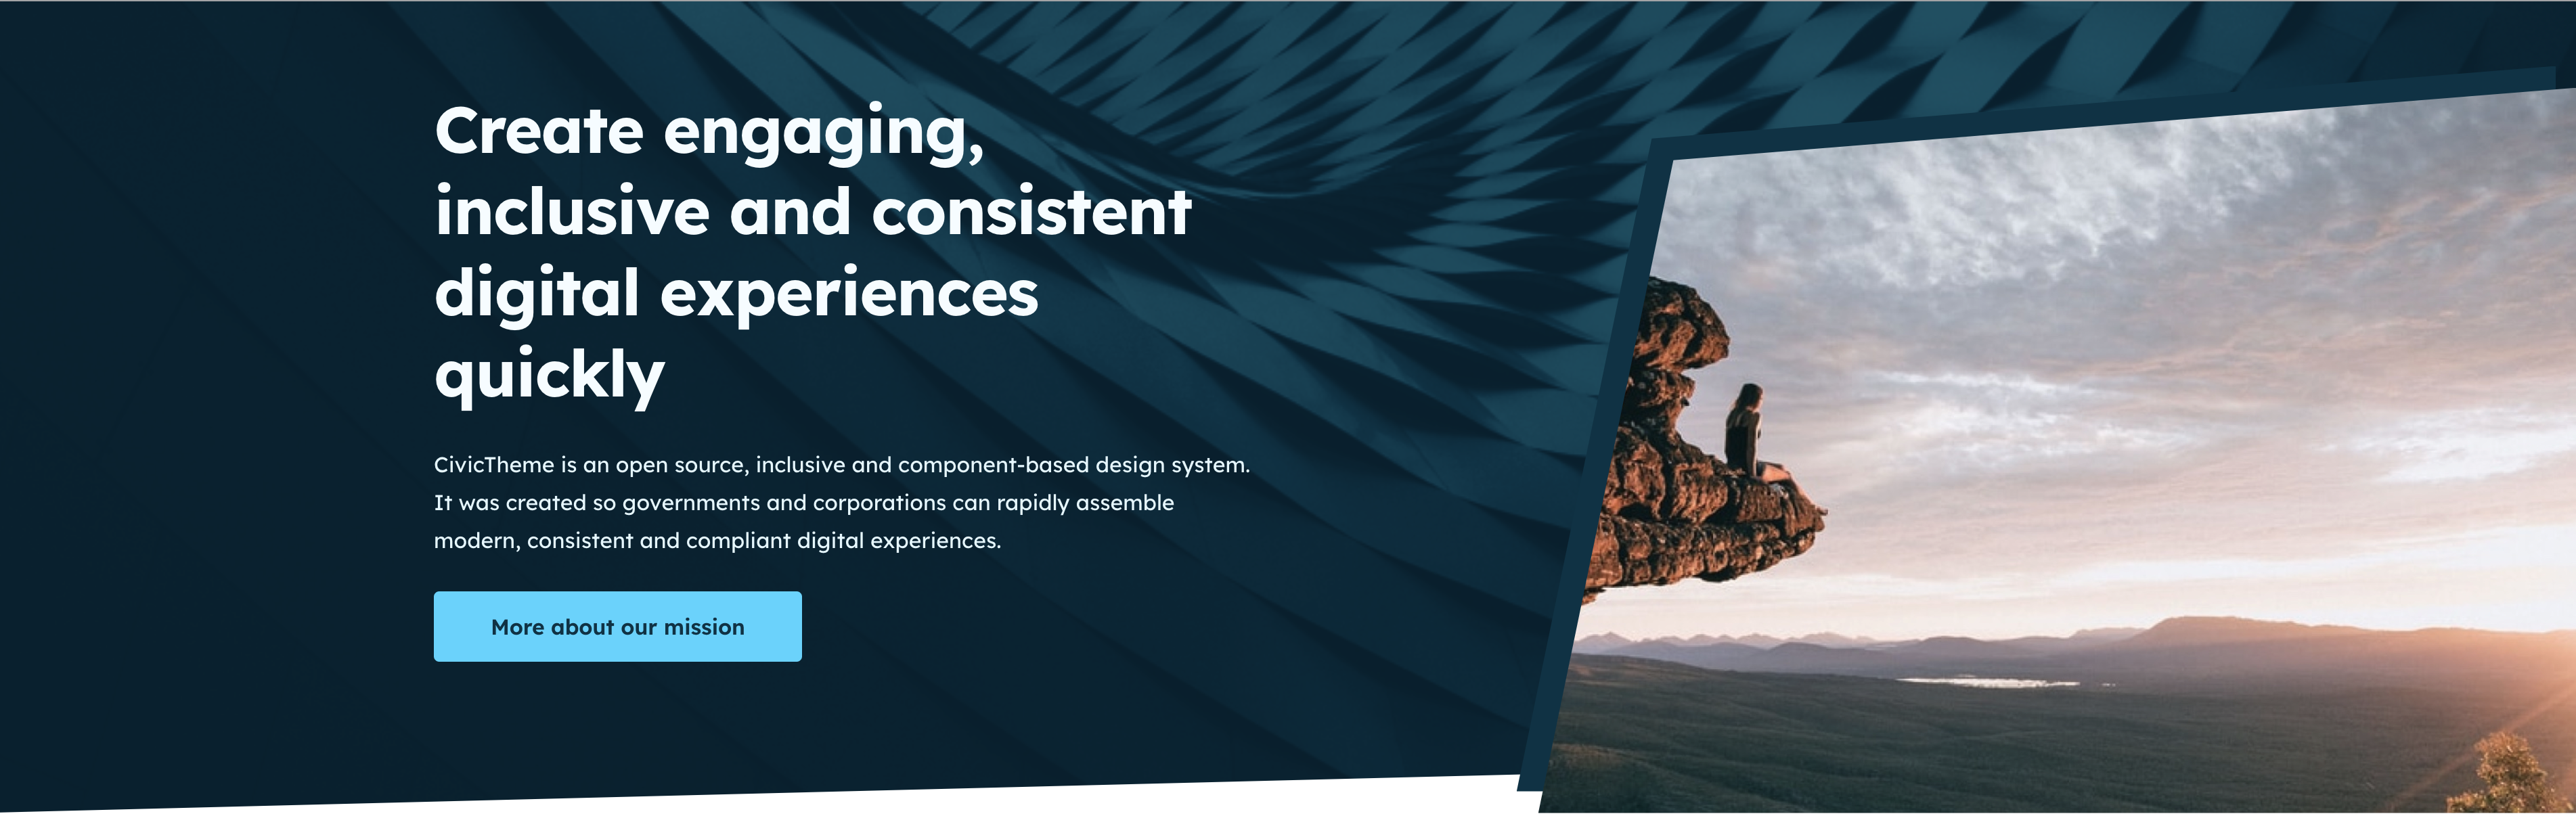 Create engaging,
inclusive and consistent
digital experiences
quickly
CivicTheme is an open source, inclusive and component-based design system.
It was created so governments and corporations can rapidly assemble
modern, consistent and compliant digital experiences.
More about our mission